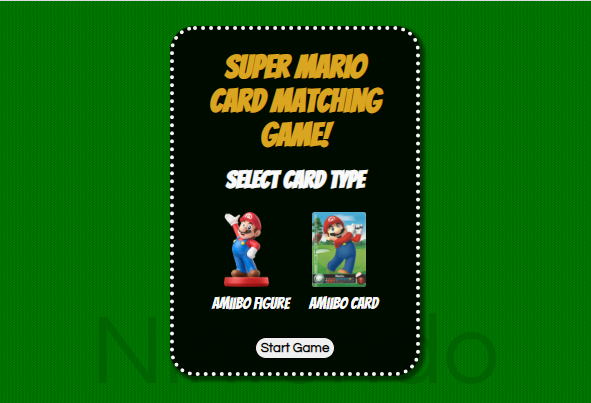 SUPER MARIO
CARD MATCHING
GAME!
SELECT CARD TYPE
AMIIBO FIGURE
AMIIBO CARD
Start Game